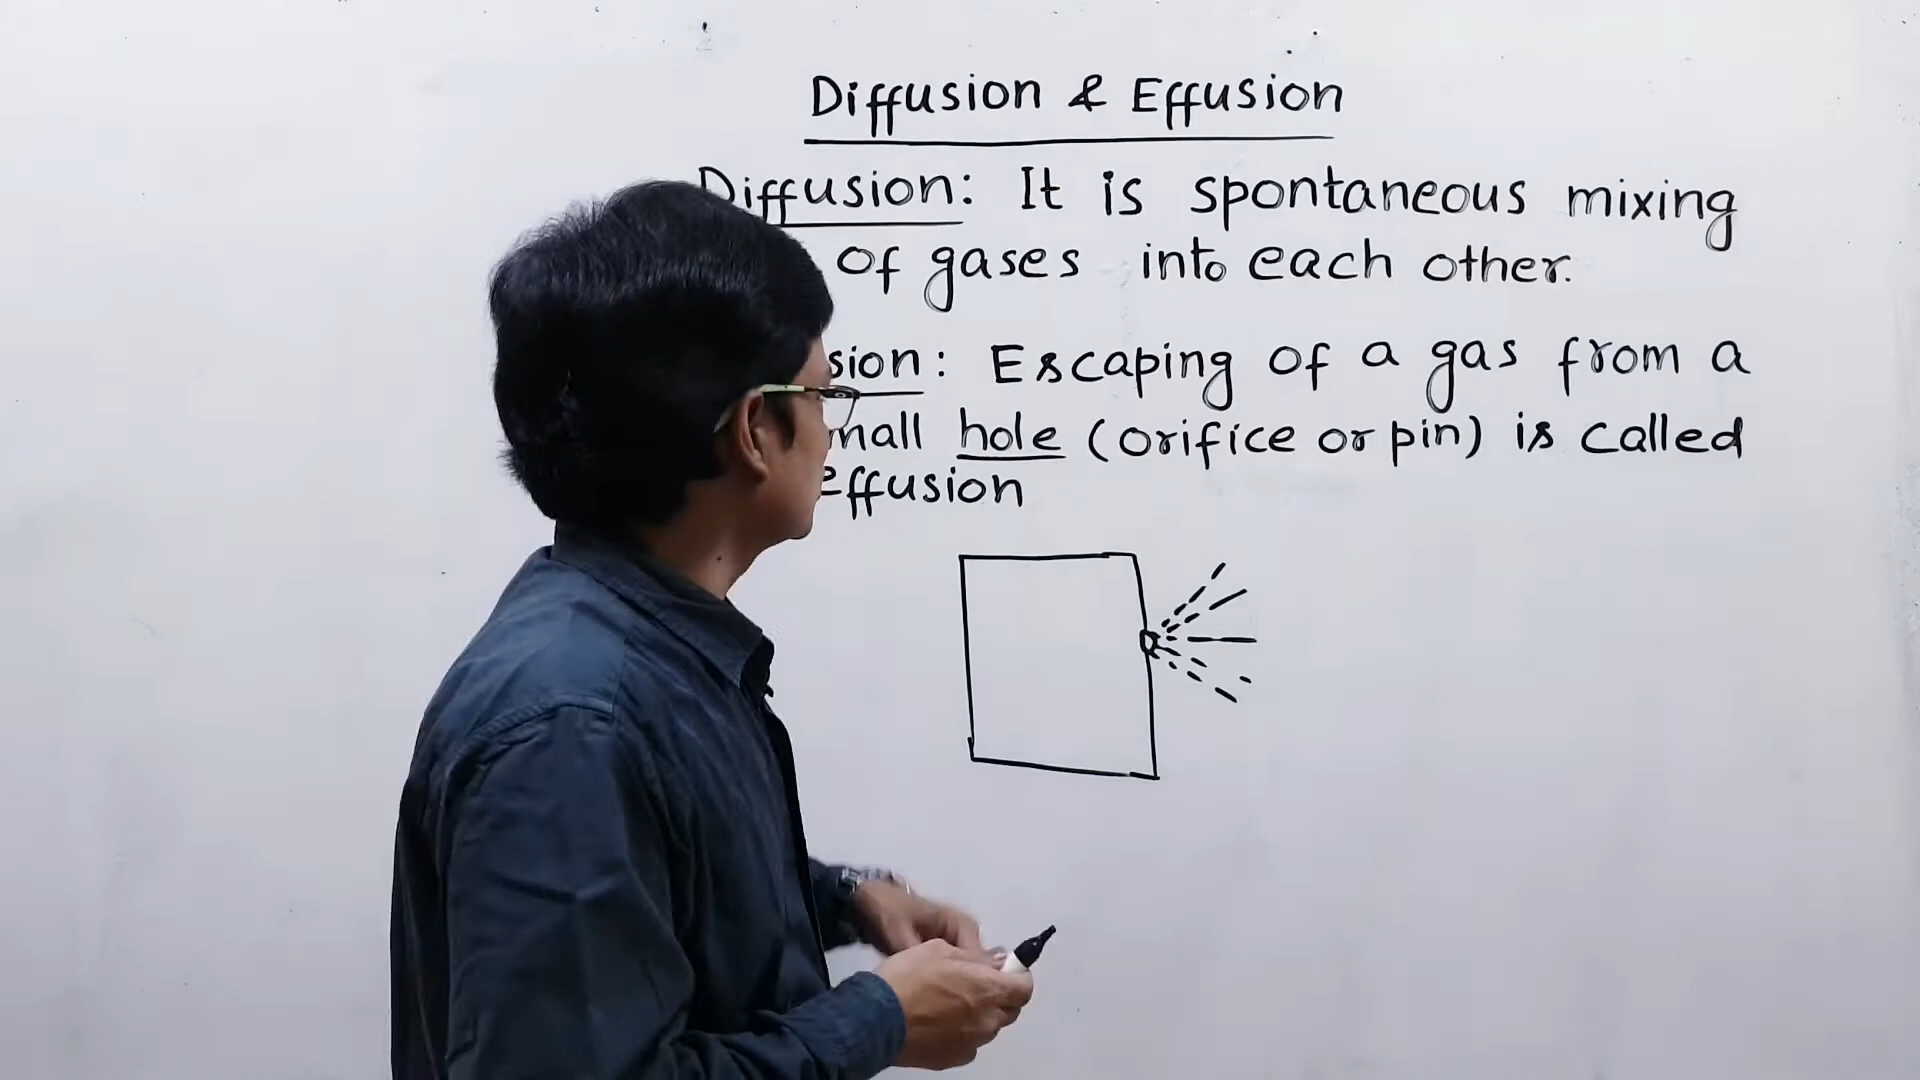 Diffusion & Effusion
Diffusion: It is spontaneous mixing
of gases into each other.
sion: Escaping of a gas from a
mall hole (orifice or pin) is called
effusion